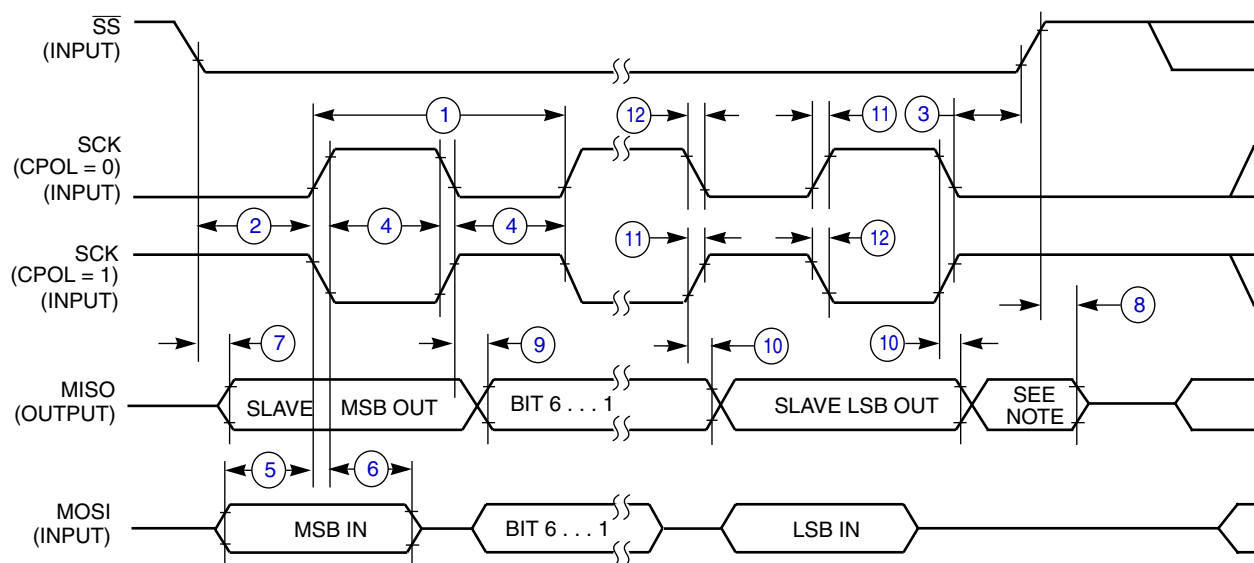 SS
(INPUT)
1
12
11
3
SCK
(CPOL = 0)
(INPUT)
2
4
4
11
12
SCK
(CPOL = 1)
(INPUT)
7
9
10
10
8
MISO
(OUTPUT)
SLAVE
MSB OUT
BIT 6 . . . 1
SLAVE LSB OUT
SEE
NOTE
5
6
MOSI
(INPUT)
MSB IN
BIT 6 . . . 1
LSB IN